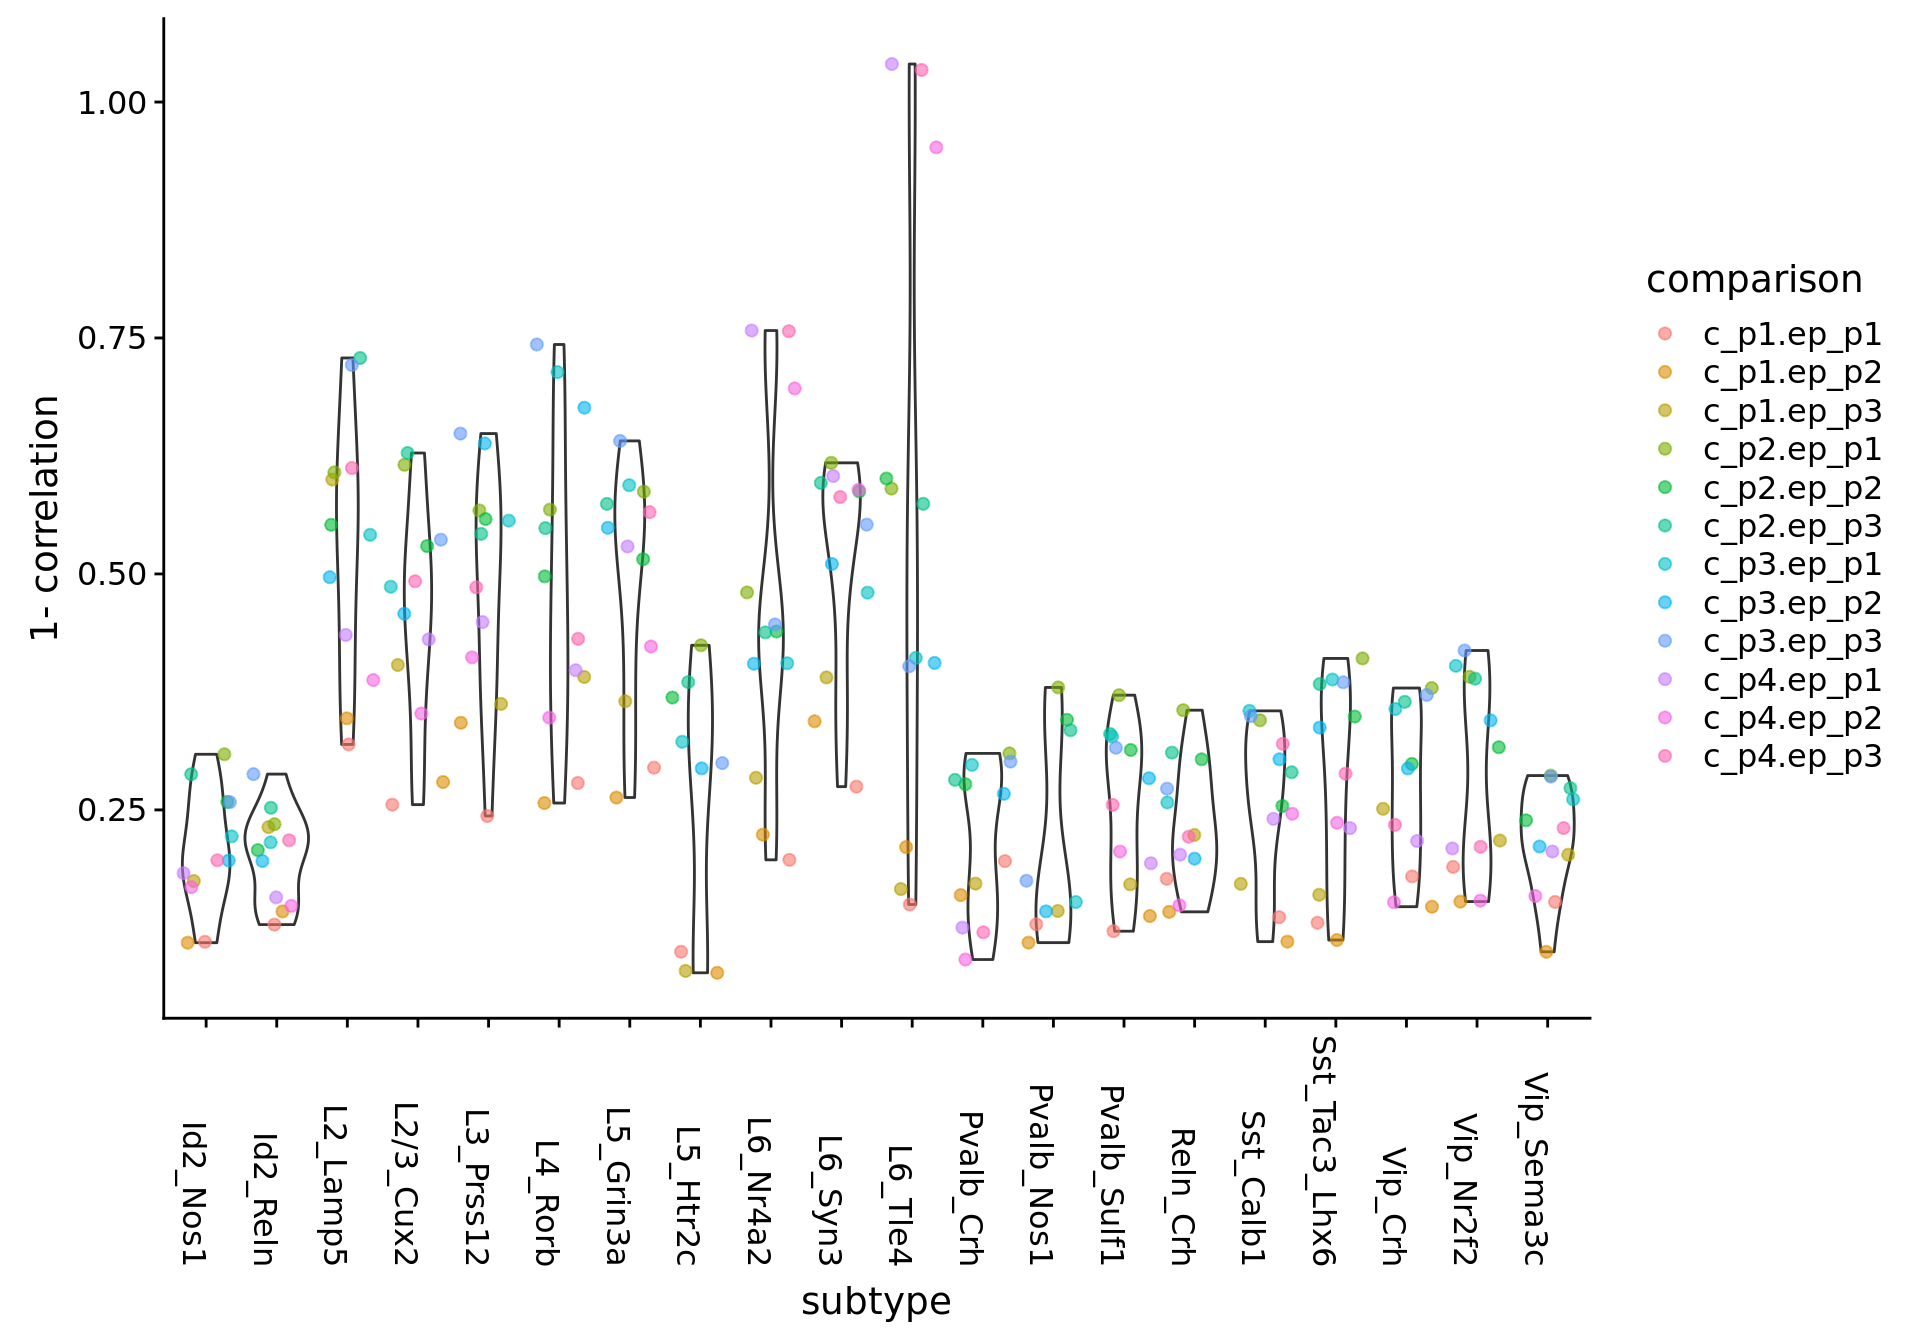 1.00
0.75
0.50
0.25
1- correlation
Id2_Nos1
Id2_Reln
L2_Lamp5
L2/3_Cux2
L3_Prss12
L4_Rorb
L5_Grin3a
L5_Htr2c
L6_Nr4a2
L6_Syn3
L6_Tle4
Pvalb_Crh
Pvalb_Nos1
Pvalb_Sulf1
Reln_Crh
Sst_Calb1
Sst_Tac3_Lhx6
Vip_Crh
Vip_Nr2f2
Vip_Sema3c
subtype
comparison
c_p1.ep_p1
c_p1.ep_p2
c_p1.ep_p3
c_p2.ep_p1
c_p2.ep_p2
c_p2.ep_p3
c_p3.ep_p1
c_p3.ep_p2
c_p3.ep_p3
c_p4.ep_p1
c_p4.ep_p2
c_p4.ep_p3